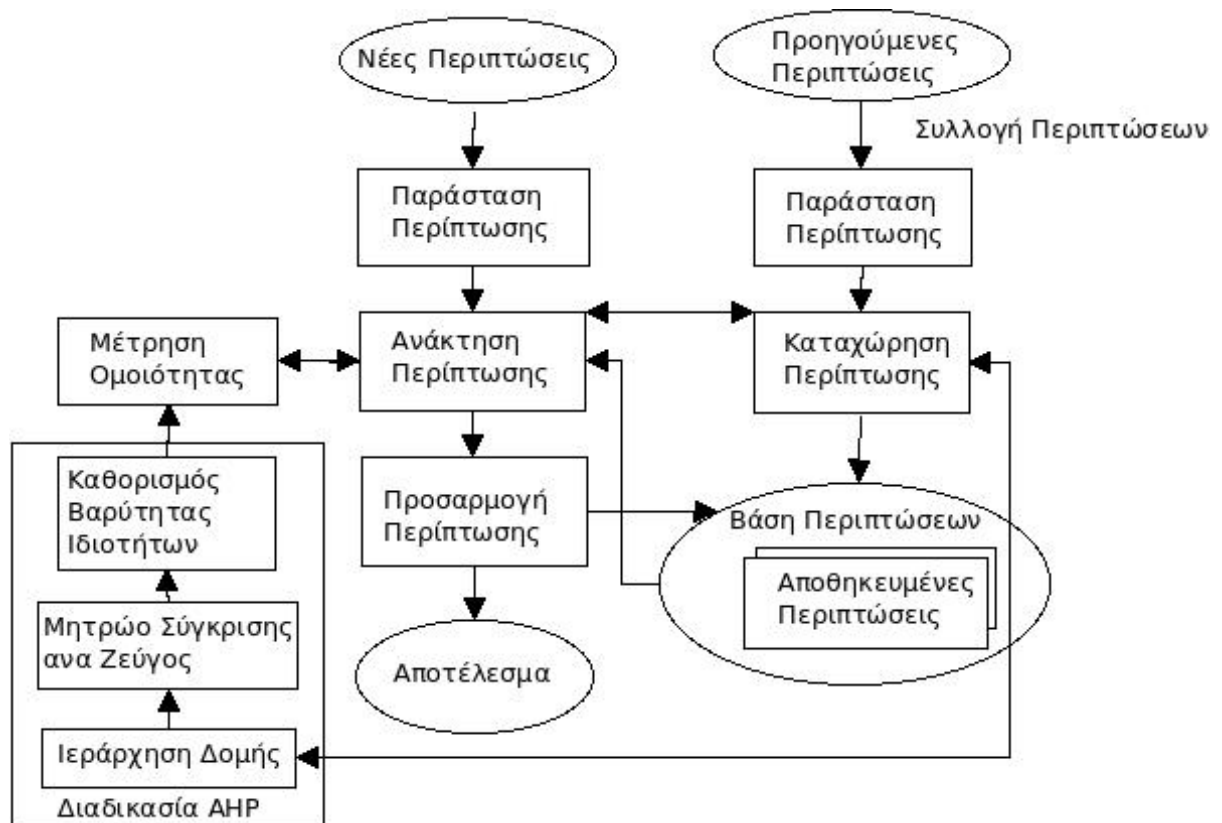 Νέες Περιπτώσεις
Προηγούμενες
Περιπτώσεις
Συλλογή Περιπτώσεων
Παράσταση
Περίπτωσης
Παράσταση
Περίπτωσης
Μέτρηση
Ομοιότητας
Ανάκτηση
Περίπτωσης
Καταχώρηση
Περίπτωσης
Καθορισμός
Βαρύτητας
Ιδιοτήτων
Προσαρμογή
Περίπτωσης
Βάση Περιπτώσεων
Αποθηκευμένες
Περιπτώσεις
Μητρώο Σύγκρισης
ανα Ζεύγος
Αποτέλεσμα
Ιεράρχηση Δομής
Διαδικασία AHP